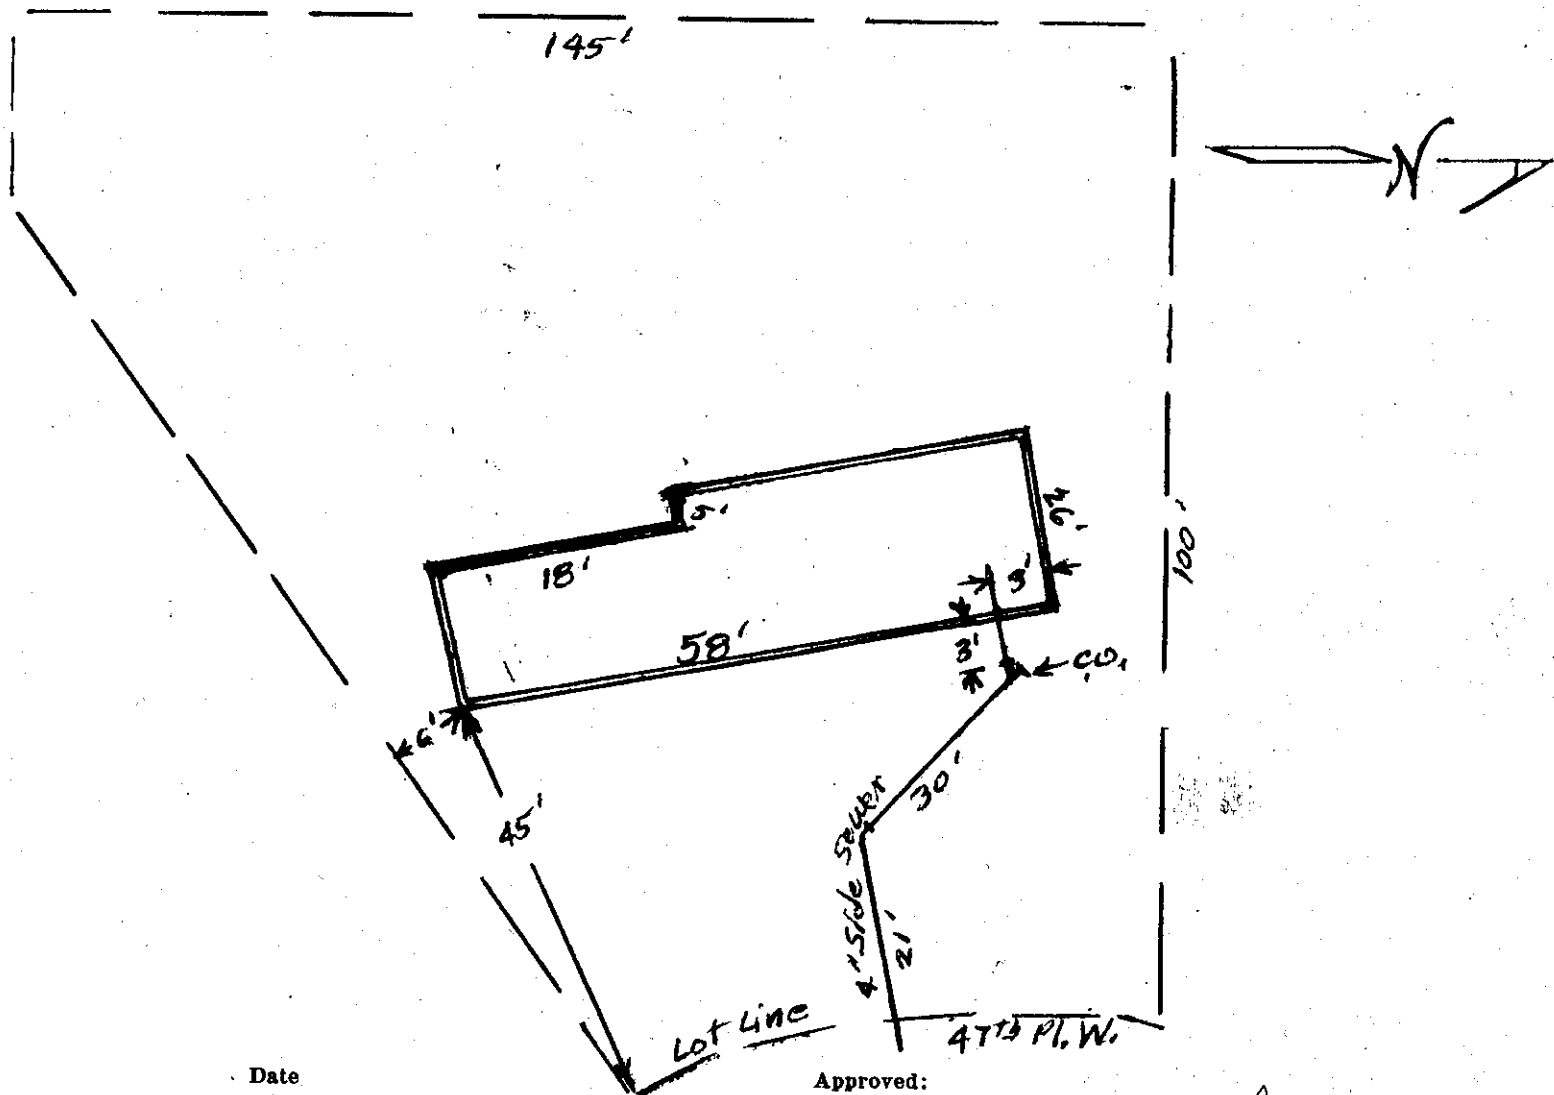 145'
N
5'
24'
18'
100'
3'
58'
3'
C.O.
6'
45'
30'
4" Side Sewer
21'
Lot Line
47th Pl. W.
Date
Approved: